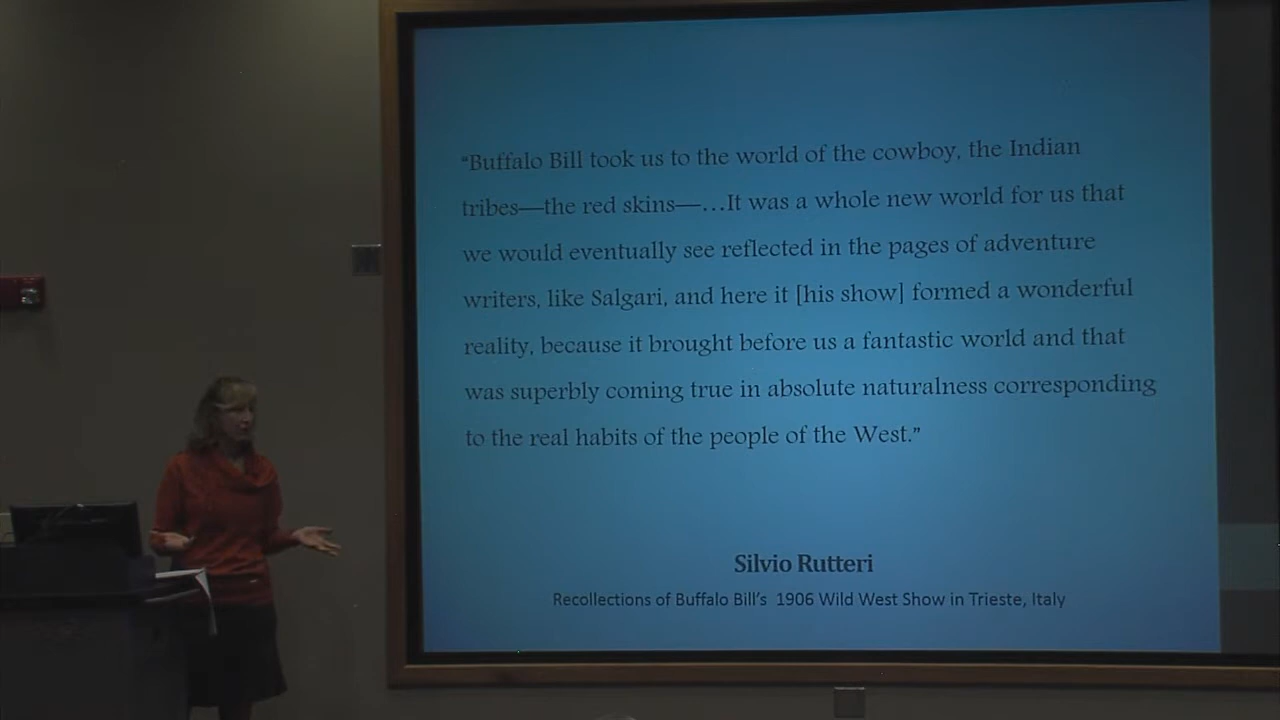 “Buffalo Bill took us to the world of the cowboy, the Indian
tribes—the red skins—…It was a whole new world for us that
we would eventually see reflected in the pages of adventure
writers, like Salgari, and here it [his show] formed a wonderful
reality, because it brought before us a fantastic world and that
was superbly coming true in absolute naturalness corresponding
to the real habits of the people of the West.”
Silvio Rutteri
Recollections of Buffalo Bill’s 1906 Wild West Show in Trieste, Italy